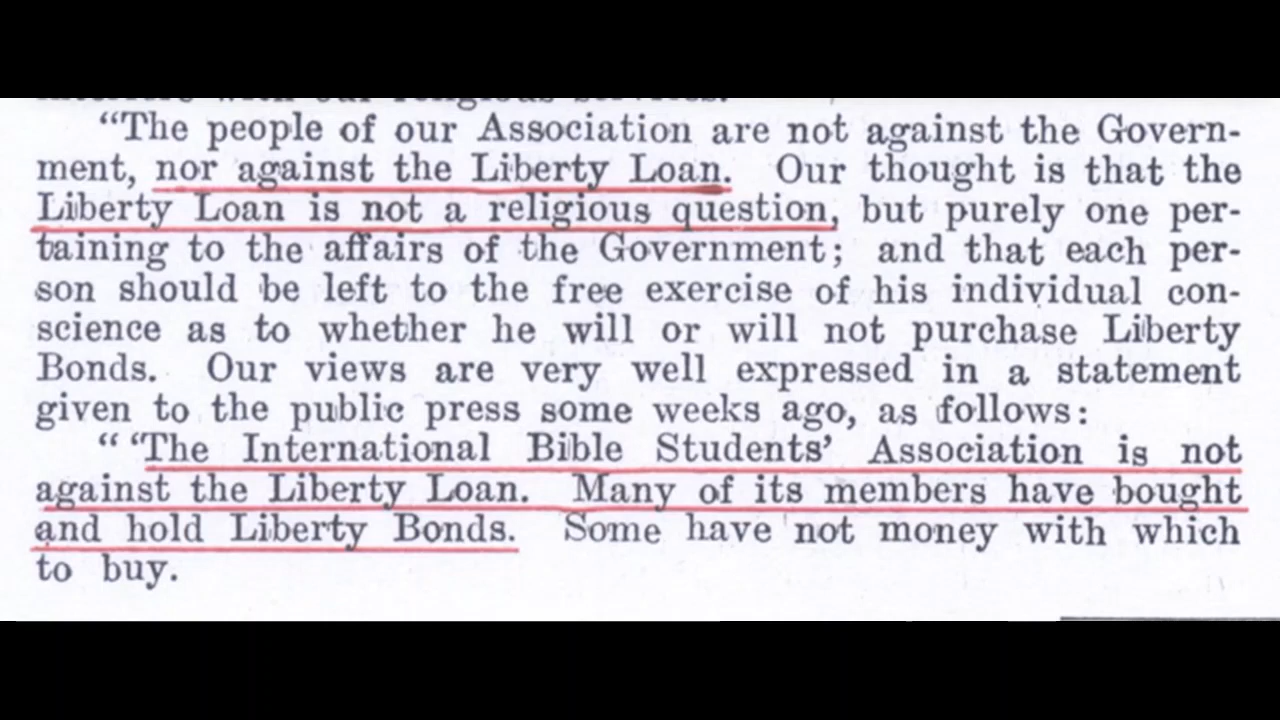 interfere with our religious services.
“The people of our Association are not against the Govern-
ment, nor against the Liberty Loan. Our thought is that the
Liberty Loan is not a religious question, but purely one per-
taining to the affairs of the Government; and that each per-
son should be left to the free exercise of his individual con-
science as to whether he will or will not purchase Liberty
Bonds. Our views are very well expressed in a statement
given to the public press some weeks ago, as follows:
“ ‘The International Bible Students’ Association is not
against the Liberty Loan. Many of its members have bought
and hold Liberty Bonds. Some have not money with which
to buy.